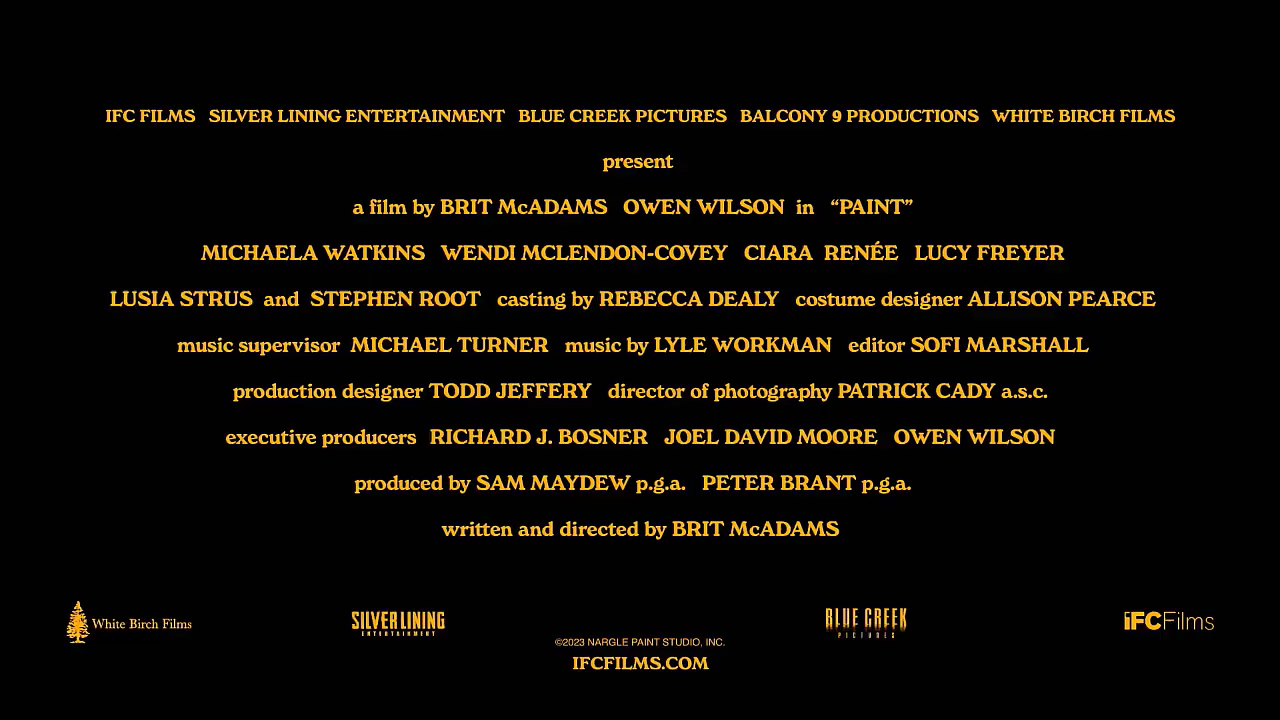 IFC FILMS SILVER LINING ENTERTAINMENT BLUE CREEK PICTURES BALCONY 9 PRODUCTIONS WHITE BIRCH FILMS
present
a film by BRIT McADAMS OWEN WILSON in “PAINT”
MICHAELA WATKINS WENDI MCLENDON-COVEY CIARA RENÉE LUCY FREYER
LUSIA STRUS and STEPHEN ROOT casting by REBECCA DEALY costume designer ALLISON PEARCE
music supervisor MICHAEL TURNER music by LYLE WORKMAN editor SOFI MARSHALL
production designer TODD JEFFERY director of photography PATRICK CADY a.s.c.
executive producers RICHARD J. BOSNER JOEL DAVID MOORE OWEN WILSON
produced by SAM MAYDEW p.g.a. PETER BRANT p.g.a.
written and directed by BRIT McADAMS
White Birch Films
SILVER LINING
ENTERTAINMENT
©2023 NARGLE PAINT STUDIO, INC.
IFCFILMS.COM
BLUE CREEK
PICTURES
iFC Films